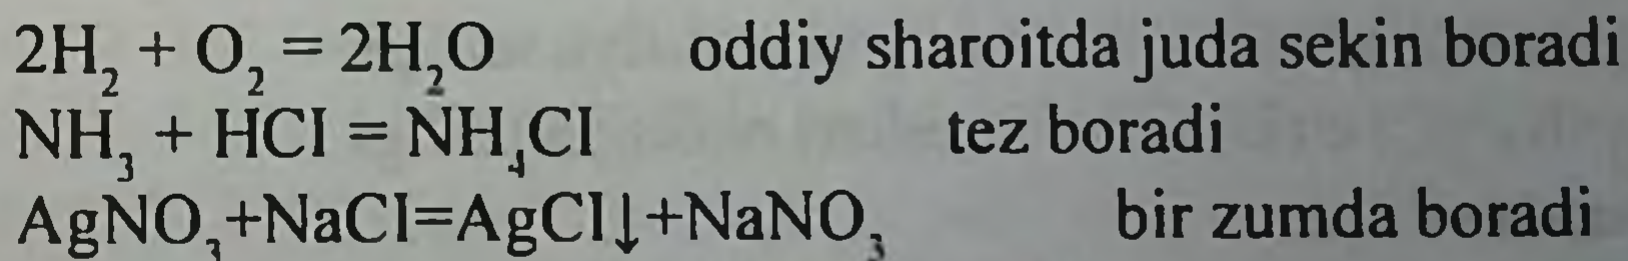 2H₂ + O₂ = 2H₂O oddiy sharoitda juda sekin boradi
NH₃ + HCl = NH₄Cl tez boradi
AgNO₃+NaCl=AgCl↓+NaNO₃ bir zumda boradi